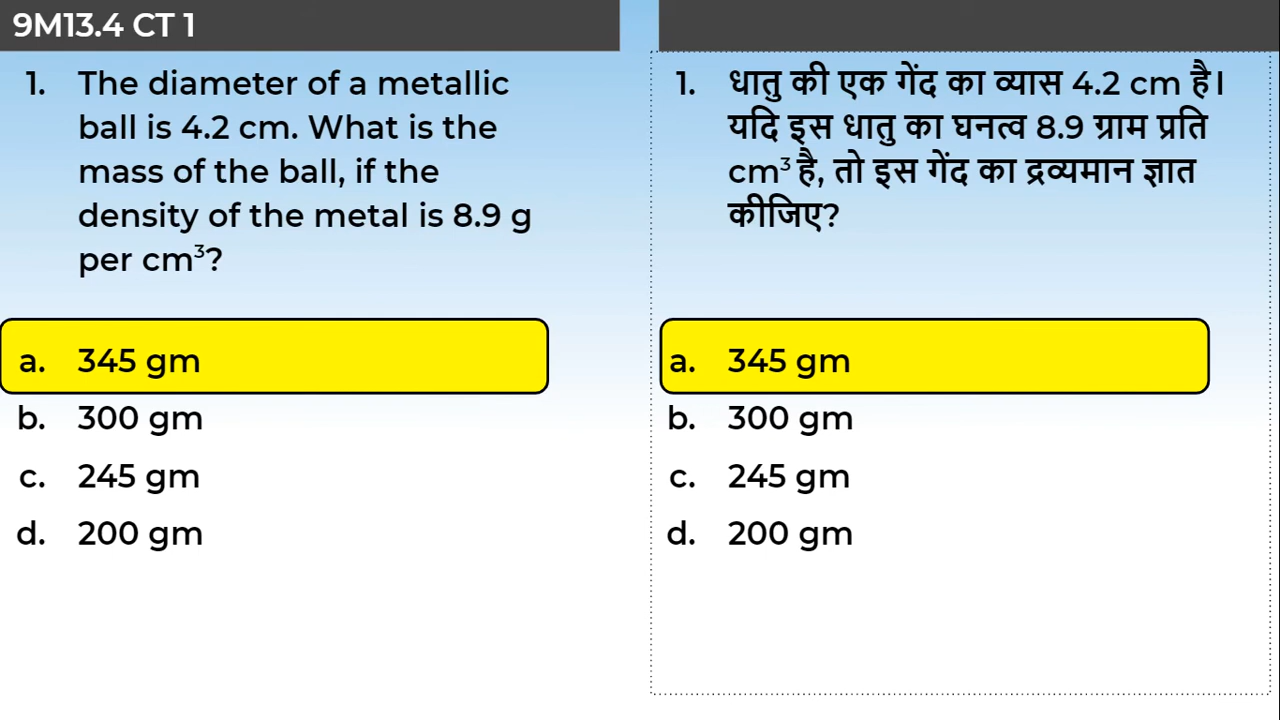 9M13.4 CT 1
1. The diameter of a metallic
ball is 4.2 cm. What is the
mass of the ball, if the
density of the metal is 8.9 g
per cm³?
a. 345 gm
b. 300 gm
c. 245 gm
d. 200 gm
1. धातु की एक गेंद का व्यास 4.2 cm है।
यदि इस धातु का घनत्व 8.9 ग्राम प्रति
cm³ है, तो इस गेंद का द्रव्यमान ज्ञात
कीजिए?
a. 345 gm
b. 300 gm
c. 245 gm
d. 200 gm